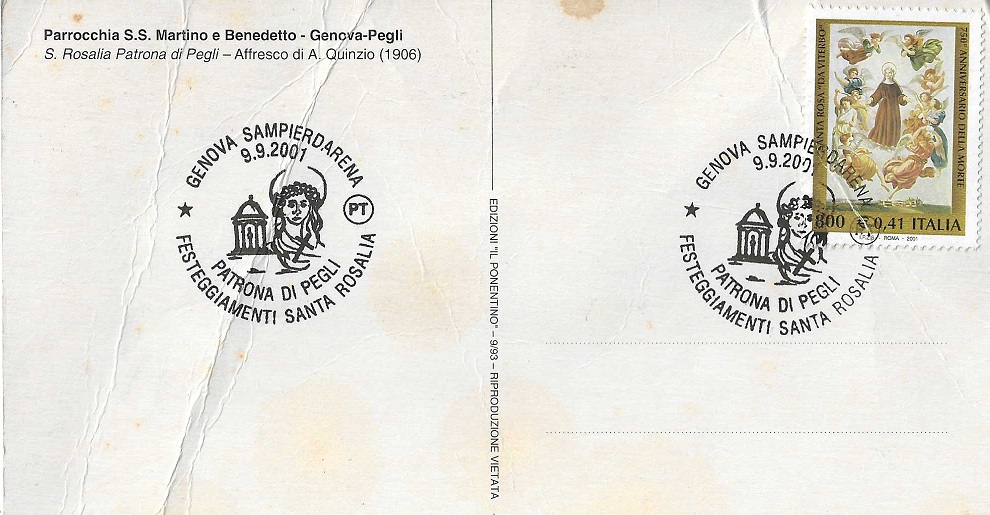 Parrocchia S.S. Martino e Benedetto - Genova-Pegli
S. Rosalia Patrona di Pegli – Affresco di A. Quinzio (1906)
GENOVA SAMPIERDARENA
9.9.2001
PT
PATRONA DI PEGLI
FESTEGGIAMENTI SANTA ROSALIA
EDIZIONI "IL PONENTINO" – 9/93 – RIPRODUZIONE VIETATA
GENOVA SAMPIERDARENA
9.9.2001
PATRONA DI PEGLI
FESTEGGIAMENTI SANTA ROSALIA
SANTA ROSA "DA VITERBO"
750° ANNIVERSARIO DELLA MORTE
800 €0,41 ITALIA
ROMA - 2001